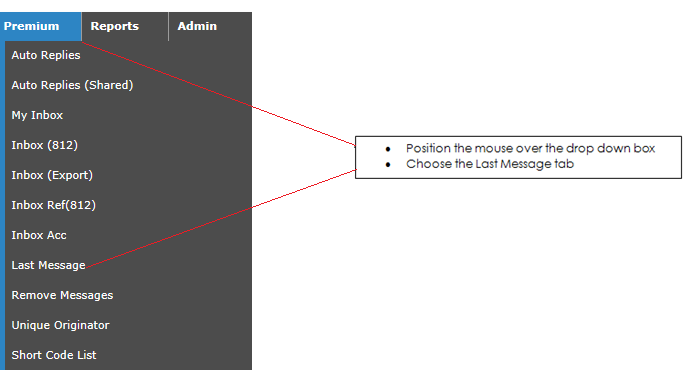 Premium Reports Admin
Auto Replies
Auto Replies (Shared)
My Inbox
Inbox (812)
Inbox (Export)
Inbox Ref(812)
Inbox Acc
Last Message
Remove Messages
Unique Originator
Short Code List
• Position the mouse over the drop down box
• Choose the Last Message tab